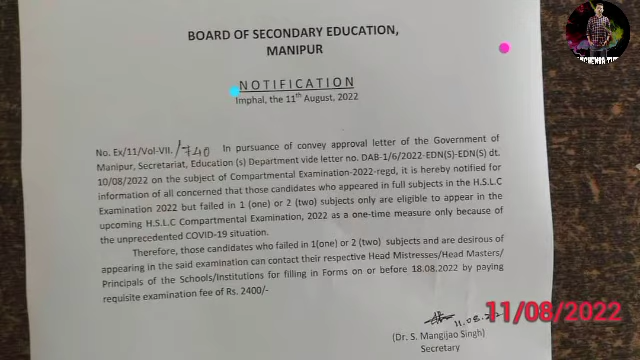 BOARD OF SECONDARY EDUCATION,
MANIPUR
NOTIFICATION
Imphal, the 11th August, 2022
No. Ex/11/Vol-VII./740 In pursuance of convey approval letter of the Government of
Manipur, Secretariat, Education (s) Department vide letter no. DAB-1/6/2022-EDN(S)-EDN(S) dt.
10/08/2022 on the subject of Compartmental Examination-2022-regd, it is hereby notified for
information of all concerned that those candidates who appeared in full subjects in the H.S.L.C
Examination 2022 but failed in 1 (one) or 2 (two) subjects only are eligible to appear in the
upcoming H.S.L.C Compartmental Examination, 2022 as a one-time measure only because of
the unprecedented COVID-19 situation.
Therefore, those candidates who failed in 1(one) or 2 (two) subjects and are desirous of
appearing in the said examination can contact their respective Head Mistresses/Head Masters/
Principals of the Schools/Institutions for filling in Forms on or before 18.08.2022 by paying
requisite examination fee of Rs. 2400/-
11/08/2022
11.08.22
(Dr. S. Mangijao Singh)
Secretary